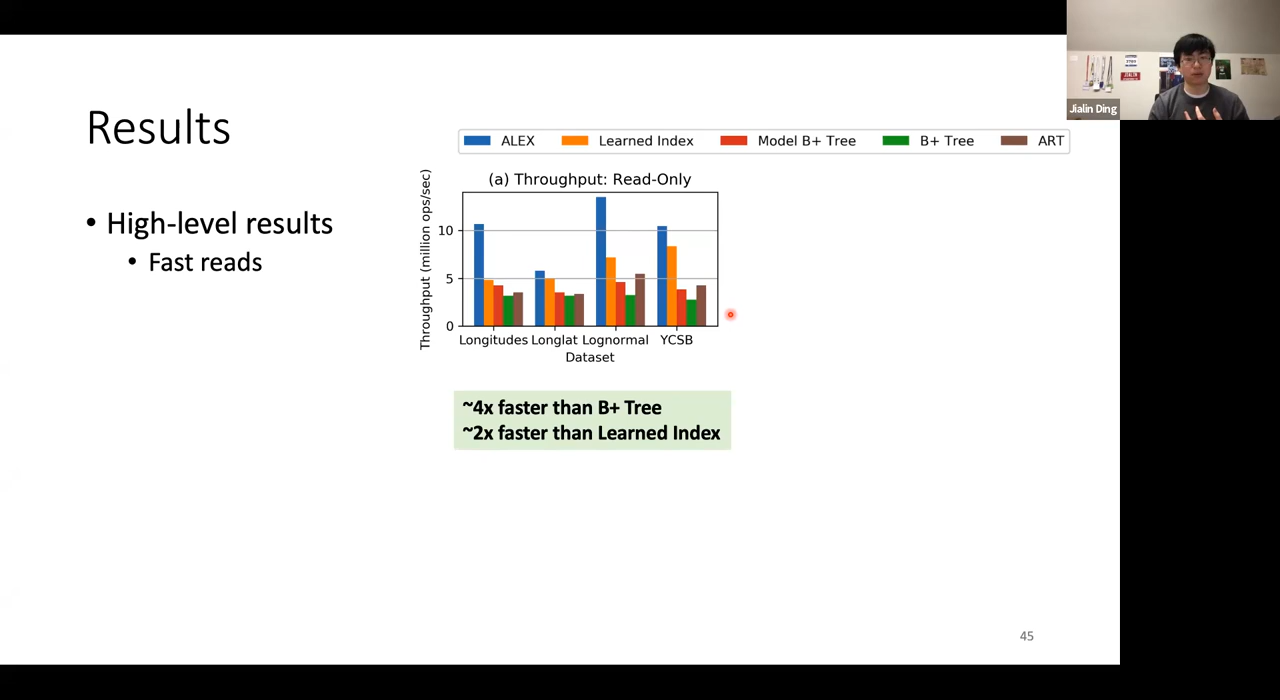 Jialin Ding
Results
• High-level results
• Fast reads
ALEX Learned Index Model B+ Tree B+ Tree ART
(a) Throughput: Read-Only
Throughput (million ops/sec)
10
5
0
Longitudes Longlat Lognormal YCSB
Dataset
~4x faster than B+ Tree
~2x faster than Learned Index
45